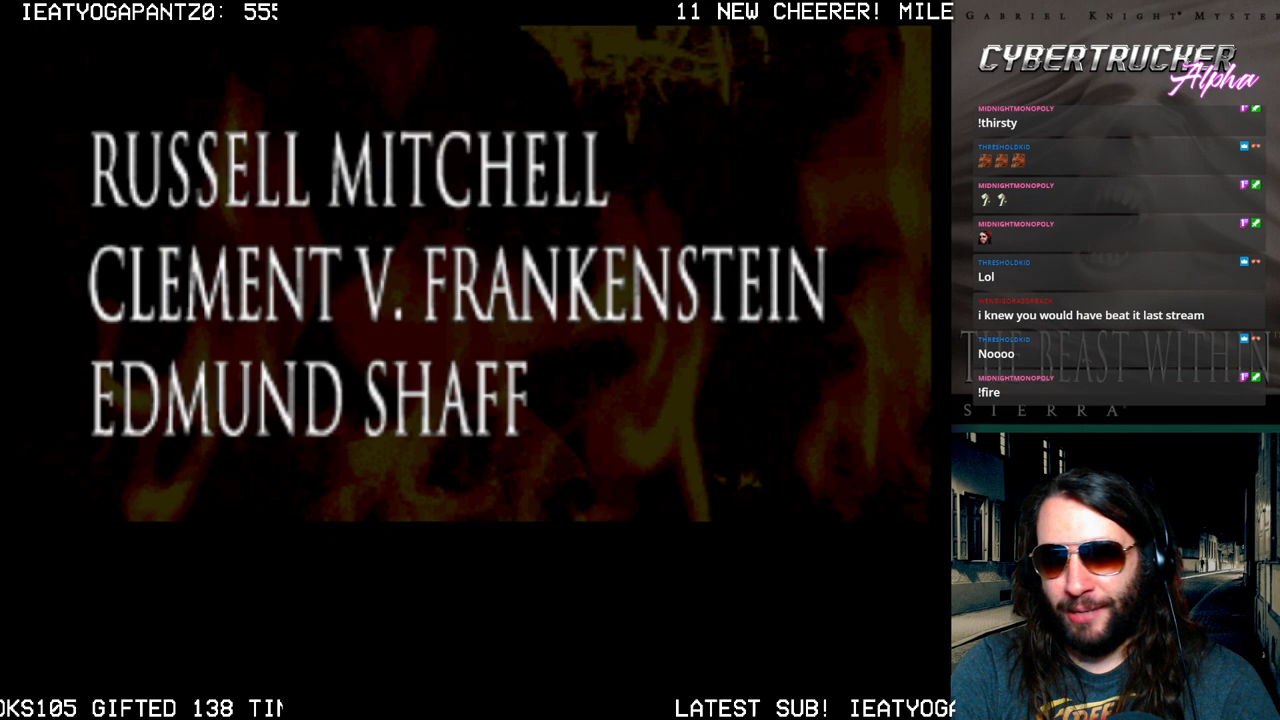 IEATYOGAPANTZ0: 555
11 NEW CHEERER! MILE
GABRIEL KNIGHT® MYSTER
CYBERTRUCKER
Alpha
MIDNIGHTMONOPOLY
!thirsty
THRESHOLDKID
MIDNIGHTMONOPOLY
MIDNIGHTMONOPOLY
THRESHOLDKID
Lol
i knew you would have beat it last stream
THRESHOLDKID
Noooo
MIDNIGHTMONOPOLY
!fire
THE BEAST WITHIN
SIERRA
RUSSELL MITCHELL
CLEMENT V. FRANKENSTEIN
EDMUND SHAFF
OKS105 GIFTED 138 TIM
LATEST SUB! IEATYOGA